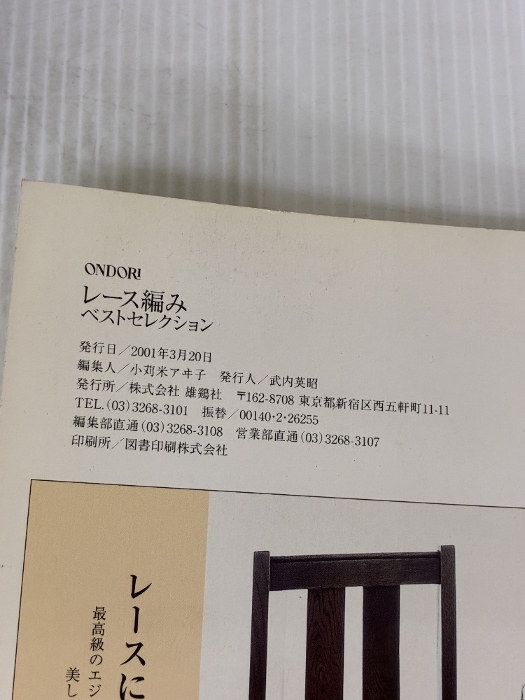 ONDORI
レース編み
ベストセレクション
発行日/2001年3月20日
編集人/小苅米アヰ子 発行人/武内英昭
発行所/株式会社 雄鷄社 〒162-8708 東京都新宿区西五軒町11-11
TEL.(03)3268-3101 振替/00140・2・26255
編集部直通(03)3268-3108 営業部直通(03)3268-3107
印刷所/図書印刷株式会社
レースに
最高級のエジ
美し